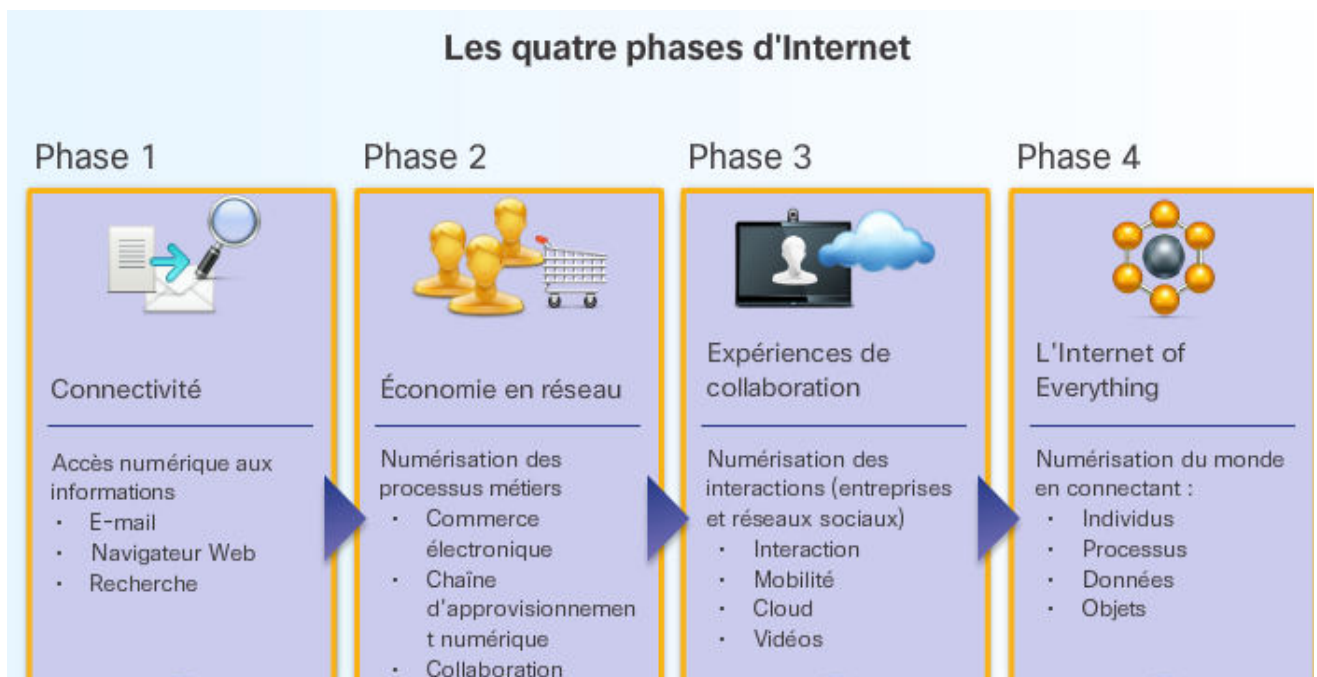 Les quatre phases d'Internet
Phase 1
Connectivité
Accès numérique aux
informations
· E-mail
· Navigateur Web
· Recherche
Phase 2
Économie en réseau
Numérisation des
processus métiers
· Commerce
électronique
· Chaîne
d'approvisionnemen
t numérique
· Collaboration
Phase 3
Expériences de
collaboration
Numérisation des
interactions (entreprises
et réseaux sociaux)
· Interaction
· Mobilité
· Cloud
· Vidéos
Phase 4
L'Internet of
Everything
Numérisation du monde
en connectant :
· Individus
· Processus
· Données
· Objets